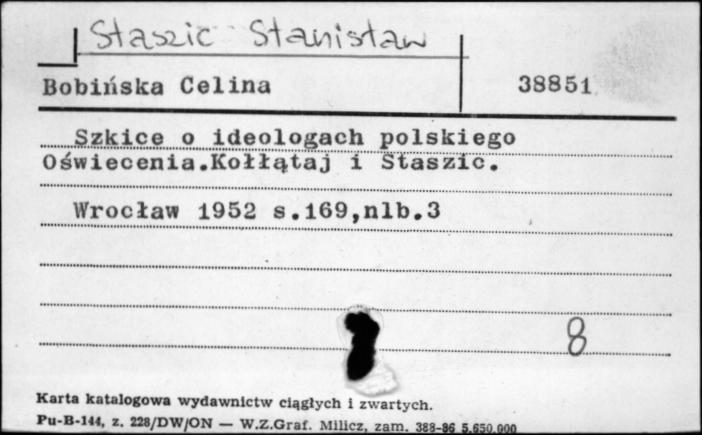 Staszic Stanisław
Bobińska Celina 38851
Szkice o ideologach polskiego
Oświecenia.Kołłątaj i Staszic.
Wrocław 1952 s.169,nlb.3
8
Karta katalogowa wydawnictw ciągłych i zwartych.
Pu-B-144, z. 228/DW/ON — W.Z.Graf. Milicz, zam. 388-86 5.650.000